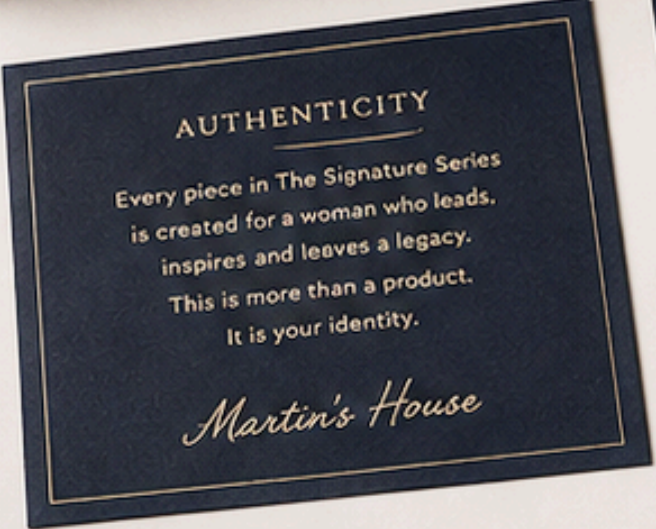 AUTHENTICITY
Every piece in The Signature Series
is created for a woman who leads.
inspires and leaves a legacy.
This is more than a product.
It is your identity.
Martin's House